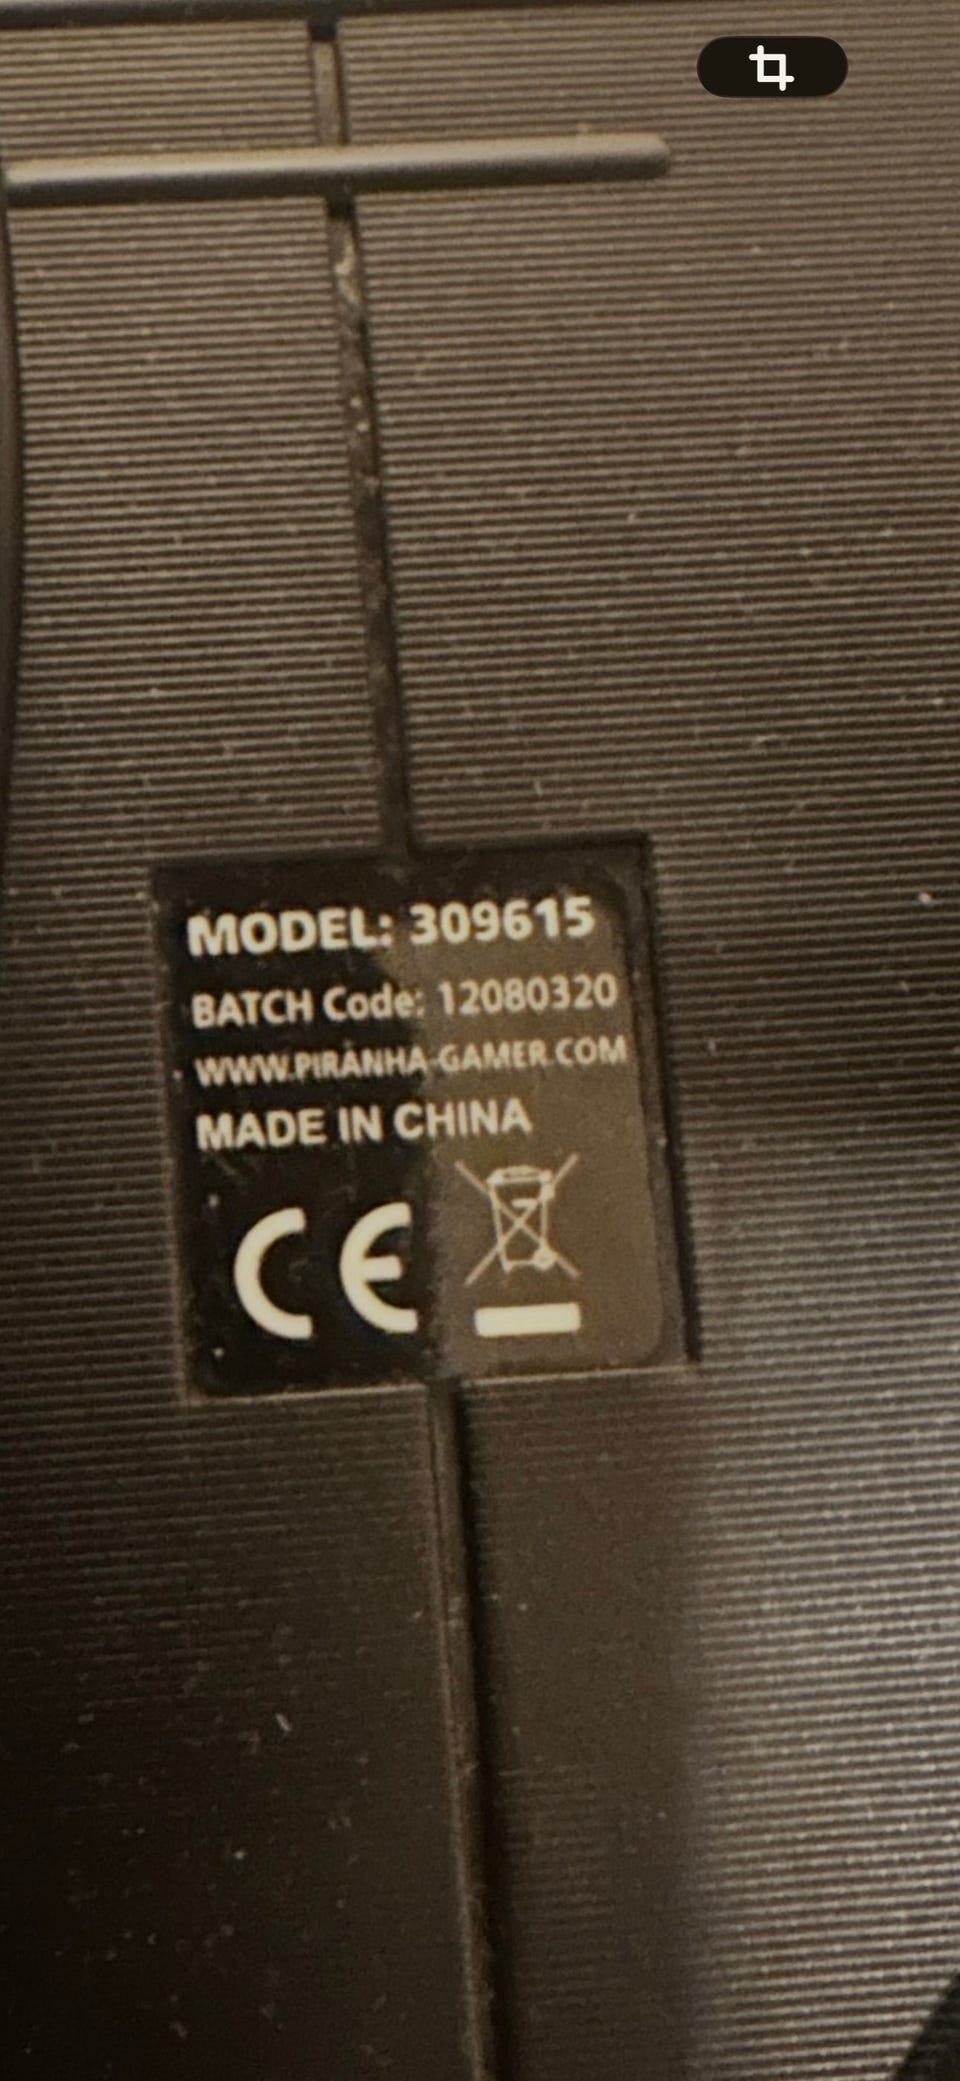 MODEL: 309615
BATCH Code: 12080320
WWW.PIRANHA-GAMER.COM
MADE IN CHINA
CE